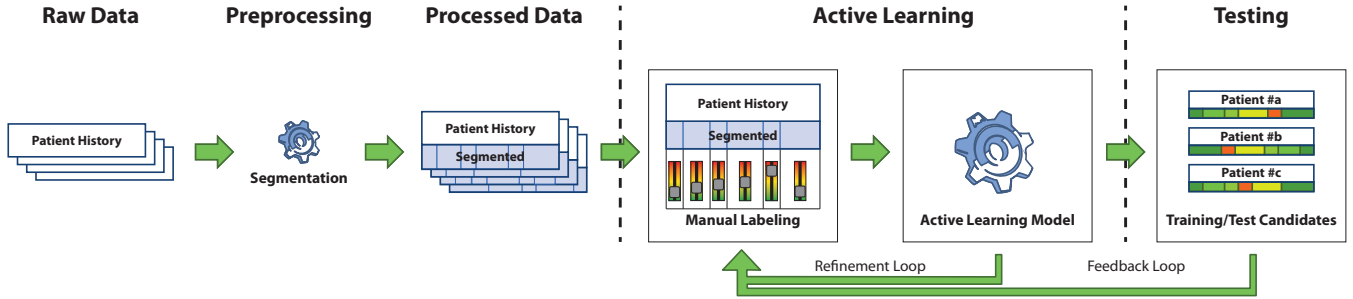 Raw Data
Preprocessing
Processed Data
Active Learning
Testing
Patient History
Segmentation
Patient History
Segmented
Patient History
Segmented
Manual Labeling
Active Learning Model
Patient #a
Patient #b
Patient #c
Training/Test Candidates
Refinement Loop
Feedback Loop